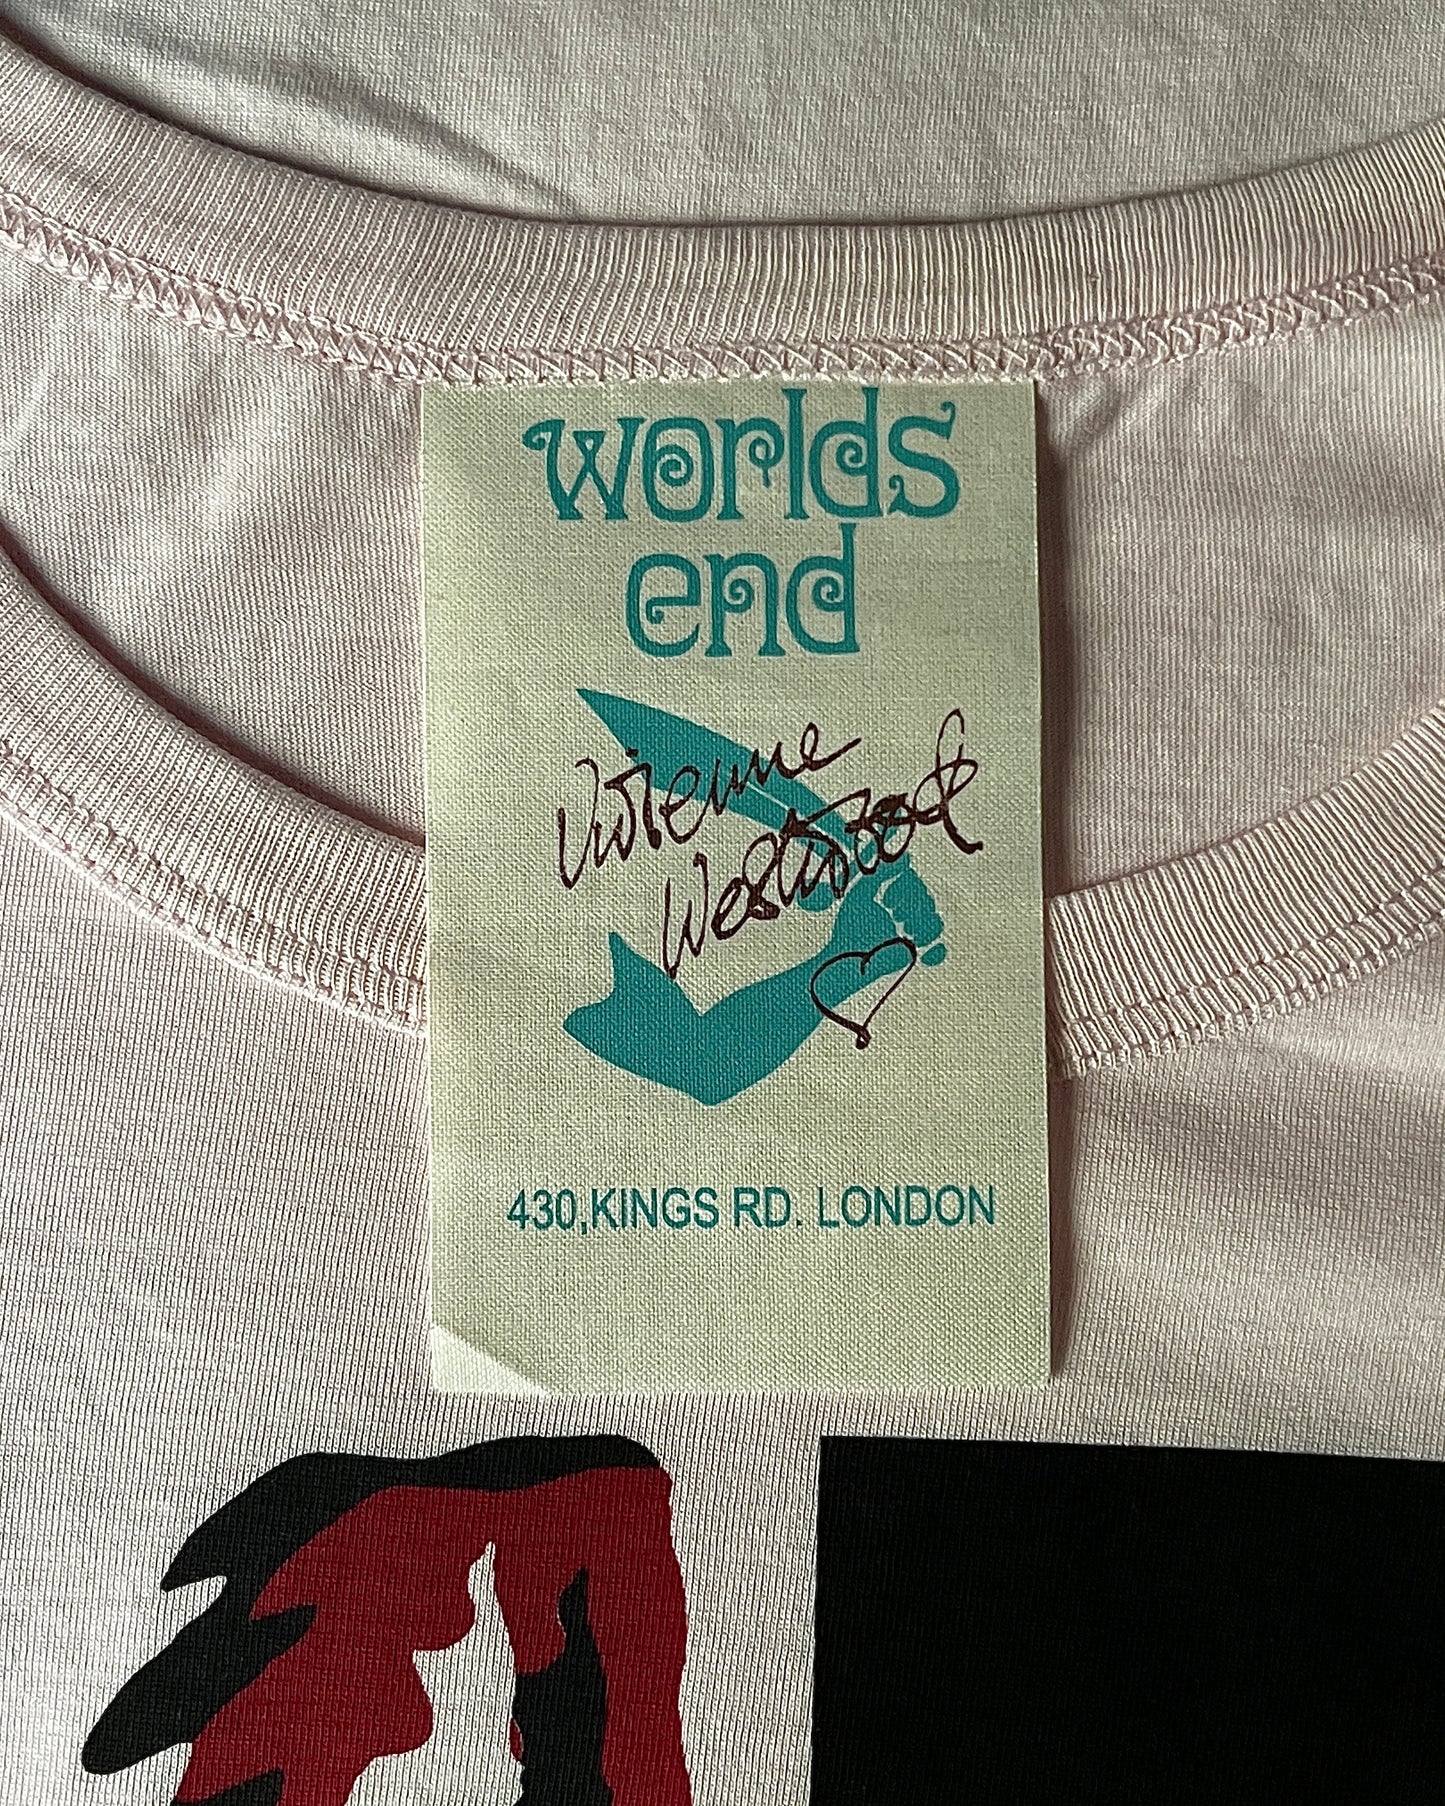 worlds
end
Vivienne
Westwood
430,KINGS RD. LONDON